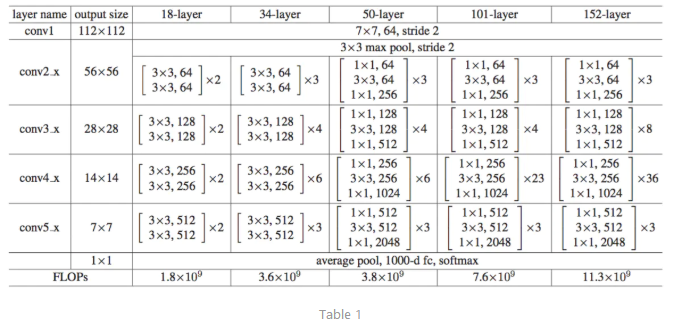 layer name output size 18-layer 34-layer 50-layer 101-layer 152-layer
conv1 112×112 7×7, 64, stride 2
3×3 max pool, stride 2
conv2_x 56×56 [3×3, 64 3×3, 64]×2 [3×3, 64 3×3, 64]×3 [1×1, 64 3×3, 64 1×1, 256]×3 [1×1, 64 3×3, 64 1×1, 256]×3 [1×1, 64 3×3, 64 1×1, 256]×3
conv3_x 28×28 [3×3, 128 3×3, 128]×2 [3×3, 128 3×3, 128]×4 [1×1, 128 3×3, 128 1×1, 512]×4 [1×1, 128 3×3, 128 1×1, 512]×4 [1×1, 128 3×3, 128 1×1, 512]×8
conv4_x 14×14 [3×3, 256 3×3, 256]×2 [3×3, 256 3×3, 256]×6 [1×1, 256 3×3, 256 1×1, 1024]×6 [1×1, 256 3×3, 256 1×1, 1024]×23 [1×1, 256 3×3, 256 1×1, 1024]×36
conv5_x 7×7 [3×3, 512 3×3, 512]×2 [3×3, 512 3×3, 512]×3 [1×1, 512 3×3, 512 1×1, 2048]×3 [1×1, 512 3×3, 512 1×1, 2048]×3 [1×1, 512 3×3, 512 1×1, 2048]×3
1×1 average pool, 1000-d fc, softmax
FLOPs 1.8×10⁹ 3.6×10⁹ 3.8×10⁹ 7.6×10⁹ 11.3×10⁹
Table 1